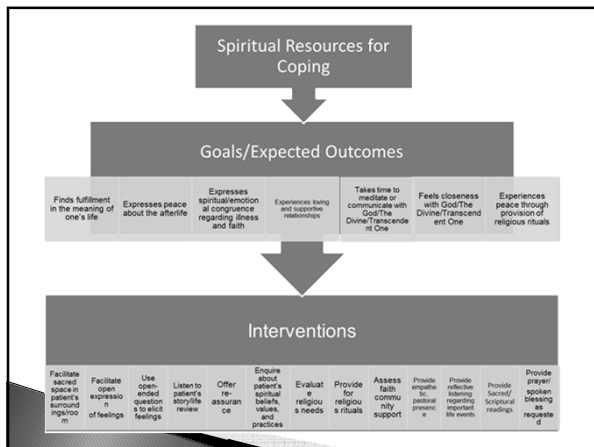 Spiritual Resources for
Coping
Goals/Expected Outcomes
Finds fulfillment
in the meaning of
one's life
Expresses peace
about the afterlife
Expresses
spiritual/emotion
al congruence
regarding illness
and faith
Experiences loving
and supportive
relationships
Takes time to
meditate or
communicate with
God/The
Divine/Transcende
nt One
Feels closeness
with God/The
Divine/Transcend
ent One
Experiences
peace through
provision of
religious rituals
Interventions
Facilitate
sacred
space in
patient's
surround
ings/roo
m
Facilitate
open
expressio
n
of feelings
Use
open-
ended
question
s to elicit
feelings
Listen to
patient's
story/life
review
Offer
re-
assuran
ce
Enquire
about
patient's
spiritual
beliefs,
values,
and
practices
Evaluat
e
religiou
s needs
Provide
for
religiou
s rituals
Assess
faith
commu
nity
support
Provide
empathe
tic,
pastoral
presenc
e
Provide
reflective
listening
regarding
important
life events
Provide
Sacred/
Scriptural
readings
Provide
prayer/
spoken
blessing
as
requeste
d